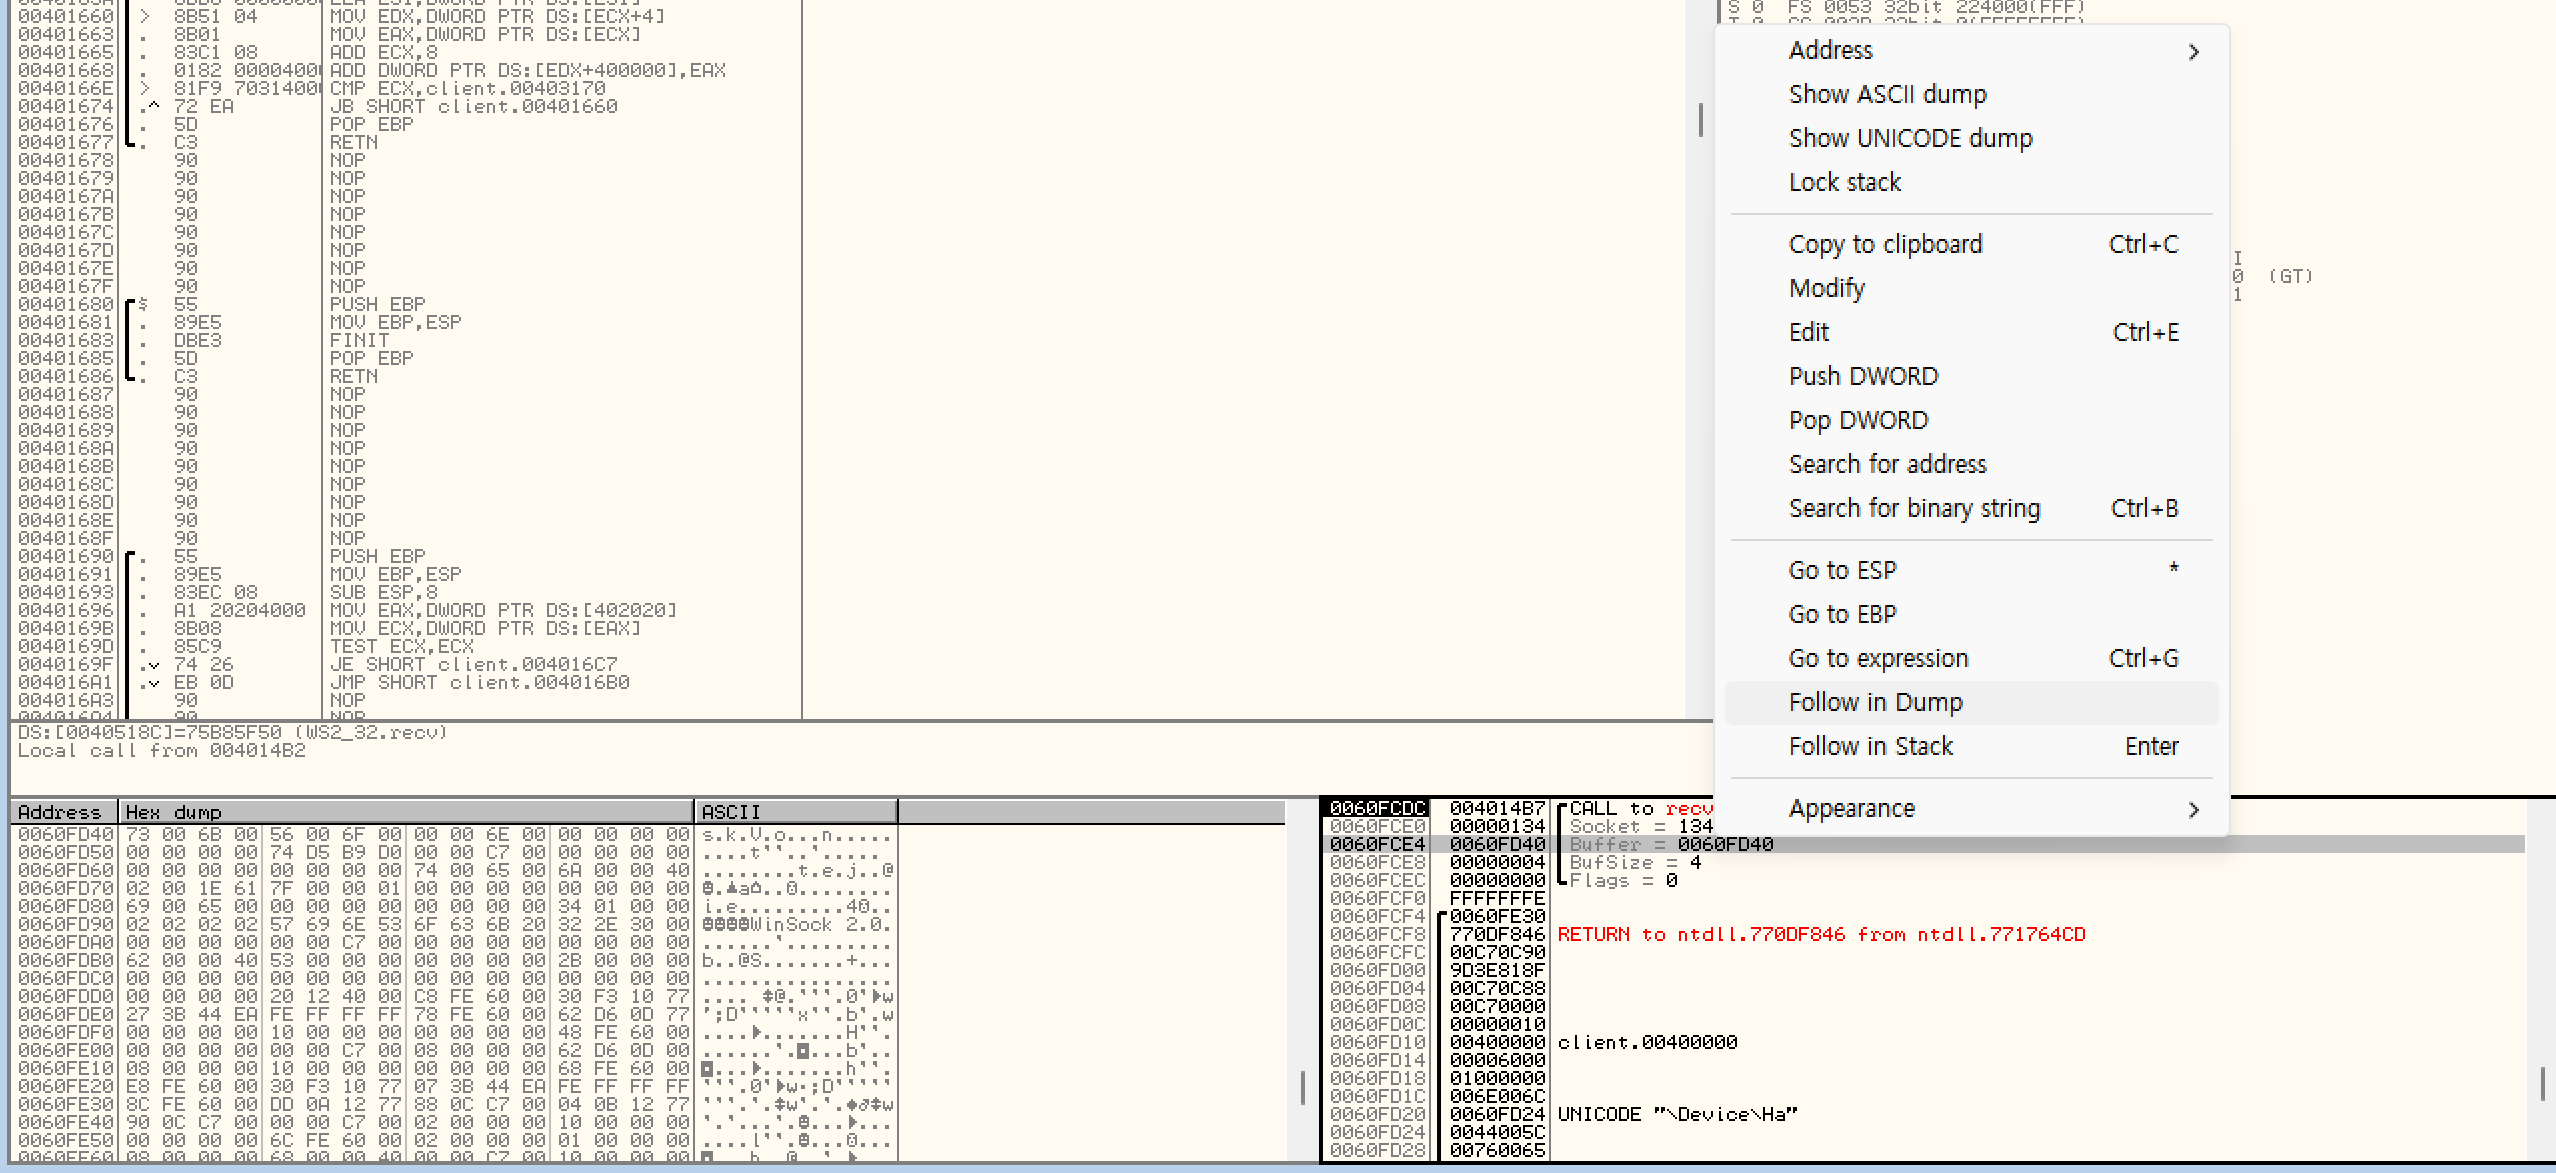 00401660 > 8B51 04 MOV EDX,DWORD PTR DS:[ECX+4]
00401663 . 8B01 MOV EAX,DWORD PTR DS:[ECX]
00401665 . 83C1 08 ADD ECX,8
00401668 . 0182 00004000 ADD DWORD PTR DS:[EDX+400000],EAX
0040166E > 81F9 70314000 CMP ECX,client.00403170
00401674 .^ 72 EA JB SHORT client.00401660
00401676 . 5D POP EBP
00401677 . C3 RETN
00401678 90 NOP
00401679 90 NOP
0040167A 90 NOP
0040167B 90 NOP
0040167C 90 NOP
0040167D 90 NOP
0040167E 90 NOP
0040167F 90 NOP
00401680 $ 55 PUSH EBP
00401681 . 89E5 MOV EBP,ESP
00401683 . DBE3 FINIT
00401685 . 5D POP EBP
00401686 . C3 RETN
00401687 90 NOP
00401688 90 NOP
00401689 90 NOP
0040168A 90 NOP
0040168B 90 NOP
0040168C 90 NOP
0040168D 90 NOP
0040168E 90 NOP
0040168F 90 NOP
00401690 . 55 PUSH EBP
00401691 . 89E5 MOV EBP,ESP
00401693 . 83EC 08 SUB ESP,8
00401696 . A1 20204000 MOV EAX,DWORD PTR DS:[402020]
0040169B . 8B08 MOV ECX,DWORD PTR DS:[EAX]
0040169D . 85C9 TEST ECX,ECX
0040169F .v 74 26 JE SHORT client.004016C7
004016A1 .v EB 0D JMP SHORT client.004016B0
004016A3 90 NOP
004016A4 90 NOP
DS:[0040518C]=75B85F50 (WS2_32.recv)
Local call from 004014B2
S 0 FS 0053 32bit 224000(FFF)
I
0 (GT)
1
Address >
Show ASCII dump
Show UNICODE dump
Lock stack
Copy to clipboard Ctrl+C
Modify
Edit Ctrl+E
Push DWORD
Pop DWORD
Search for address
Search for binary string Ctrl+B
Go to ESP *
Go to EBP
Go to expression Ctrl+G
Follow in Dump
Follow in Stack Enter
Appearance >
Address Hex dump ASCII
0060FD40 73 00 6B 00 56 00 6F 00 00 00 6E 00 00 00 00 00 s.k.V.o...n.....
0060FD50 00 00 00 00 74 D5 B9 D0 00 00 C7 00 00 00 00 00
0060FD60 00 00 00 00 00 00 00 00 74 00 65 00 6A 00 00 40 ........t.e.j..@
0060FD70 02 00 1E 61 7F 00 00 01 00 00 00 00 00 00 00 00
0060FD80 69 00 65 00 00 00 00 00 00 00 00 00 34 01 00 00
0060FD90 02 02 02 02 57 69 6E 53 6F 63 6B 20 32 2E 30 00 WinSock 2.0.
0060FDA0 00 00 00 00 00 00 C7 00 00 00 00 00 00 00 00 00
0060FDB0 62 00 00 40 53 00 00 00 00 00 00 00 2B 00 00 00 b..@S.......+...
0060FDC0 00 00 00 00 00 00 00 00 00 00 00 00 00 00 00 00 ................
0060FDD0 00 00 00 00 20 12 40 00 C8 FE 60 00 30 F3 10 77
0060FDE0 27 3B 44 EA FE FF FF FF 78 FE 60 00 62 D6 0D 77
0060FDF0 00 00 00 00 10 00 00 00 00 00 00 00 48 FE 60 00
0060FE00 00 00 00 00 00 00 C7 00 08 00 00 00 62 D6 0D 00
0060FE10 08 00 00 00 10 00 00 00 00 00 00 00 68 FE 60 00
0060FE20 E8 FE 60 00 30 F3 10 77 07 3B 44 EA FE FF FF FF
0060FE30 8C FE 60 00 DD 0A 12 77 88 0C C7 00 04 0B 12 77
0060FE40 90 0C C7 00 00 00 C7 00 02 00 00 00 10 00 00 00
0060FE50 00 00 00 00 6C FE 60 00 02 00 00 00 01 00 00 00
0060FE60 08 00 00 00 68 00 00 00 40 00 00 C7 00 10 00 00 00
0060FCDC 004014B7 CALL to recv
0060FCE0 00000134 Socket = 134
0060FCE4 0060FD40 Buffer = 0060FD40
0060FCE8 00000004 BufSize = 4
0060FCEC 00000000 Flags = 0
0060FCF0 FFFFFFFE
0060FCF4 0060FE30
0060FCF8 770DF846 RETURN to ntdll.770DF846 from ntdll.771764CD
0060FCFC 00C70C90
0060FD00 9D3E818F
0060FD04 00C70C88
0060FD08 00C70000
0060FD0C 00000010
0060FD10 00400000 client.00400000
0060FD14 00006000
0060FD18 01000000
0060FD1C 006E006C
0060FD20 0060FD24 UNICODE "\Device\Ha"
0060FD24 0044005C
0060FD28 00760065